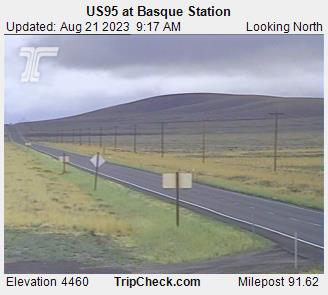 US95 at Basque Station
Updated: Aug 21 2023 9:17 AM Looking North
Elevation 4460 TripCheck.com Milepost 91.62